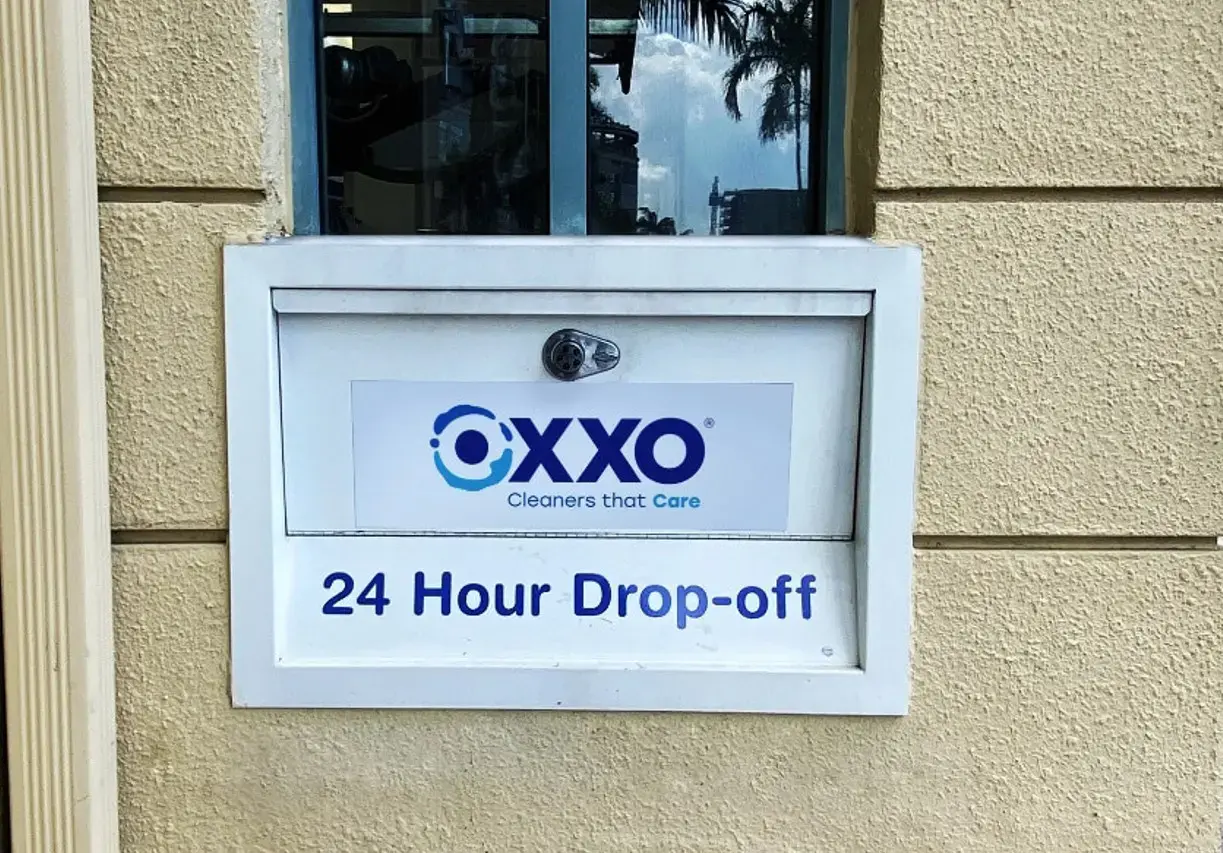 OXXO®
Cleaners that Care
24 Hour Drop-off